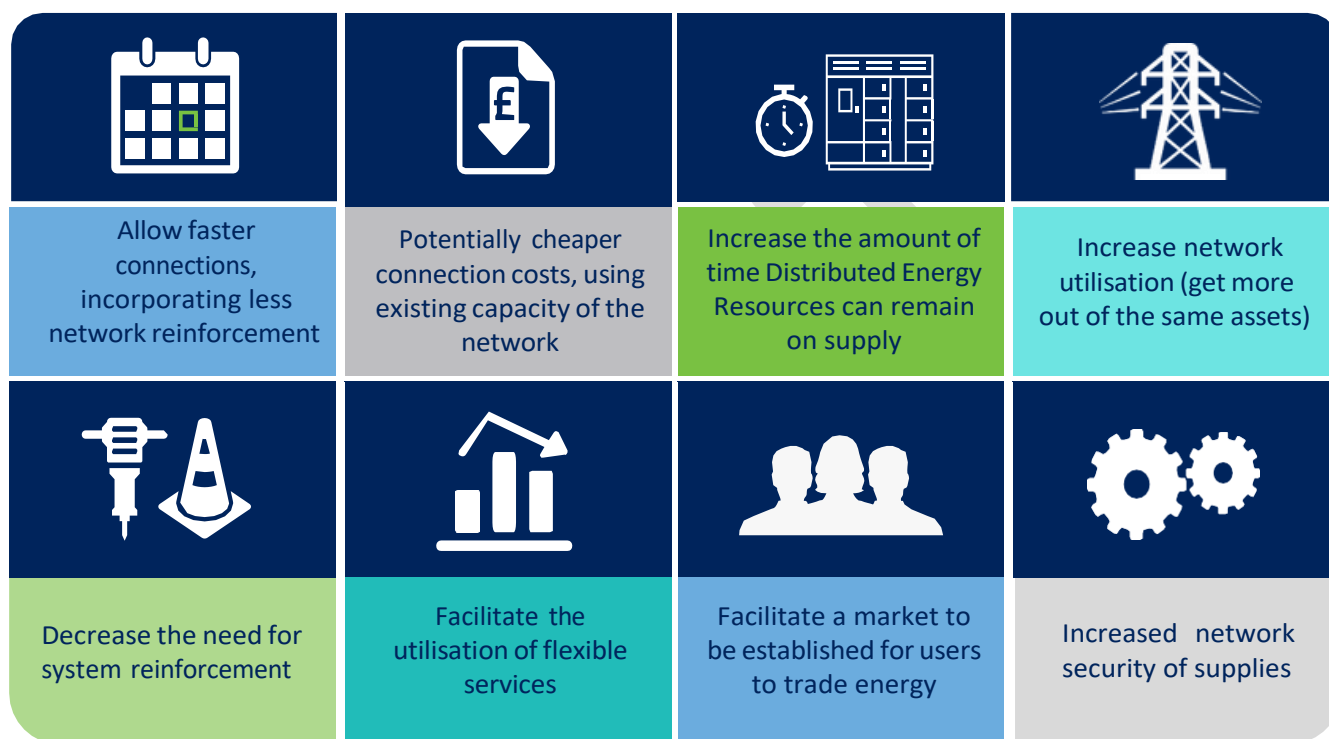 £
Allow faster
connections,
incorporating less
network reinforcement
Potentially cheaper
connection costs, using
existing capacity of the
network
Increase the amount of
time Distributed Energy
Resources can remain
on supply
Increase network
utilisation (get more
out of the same assets)
Decrease the need for
system reinforcement
Facilitate the
utilisation of flexible
services
Facilitate a market to
be established for users
to trade energy
Increased network
security of supplies